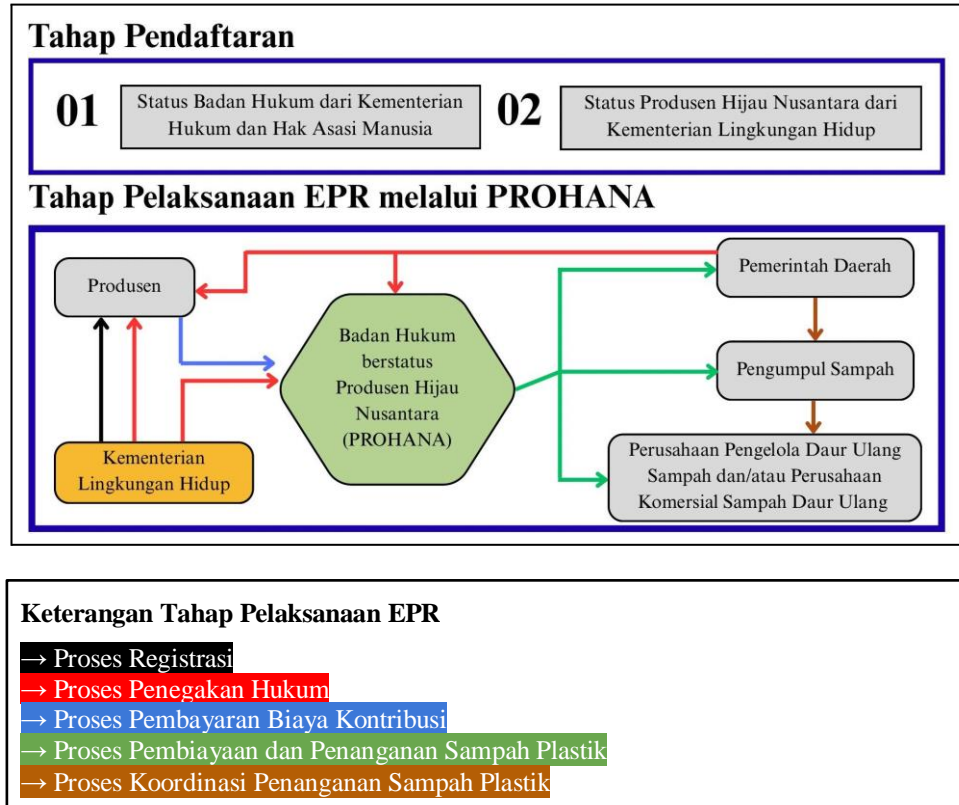 Tahap Pendaftaran
01
Status Badan Hukum dari Kementerian
Hukum dan Hak Asasi Manusia
02
Status Produsen Hijau Nusantara dari
Kementerian Lingkungan Hidup
Tahap Pelaksanaan EPR melalui PROHANA
Produsen
Badan Hukum
berstatus
Produsen Hijau
Nusantara
(PROHANA)
Kementerian
Lingkungan Hidup
Pemerintah Daerah
Pengumpul Sampah
Perusahaan Pengelola Daur Ulang
Sampah dan/atau Perusahaan
Komersial Sampah Daur Ulang
Keterangan Tahap Pelaksanaan EPR
→ Proses Registrasi
→ Proses Penegakan Hukum
→ Proses Pembayaran Biaya Kontribusi
→ Proses Pembiayaan dan Penanganan Sampah Plastik
→ Proses Koordinasi Penanganan Sampah Plastik